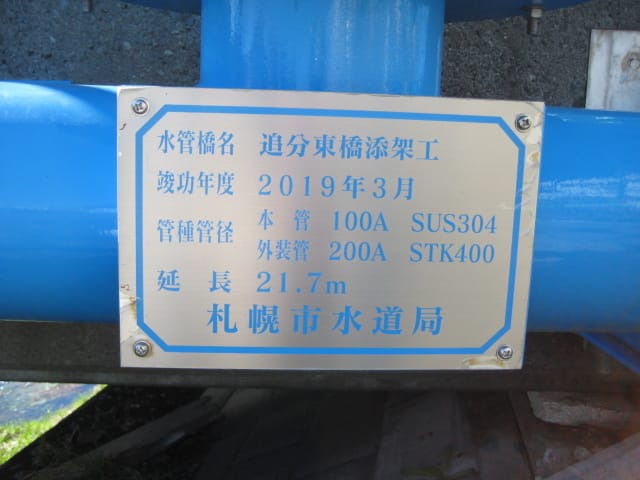 水管橋名 追分東橋添架工
竣功年度 2019年3月
管種管径 本管 100A SUS304
外装管 200A STK400
延長 21.7m
札幌市水道局